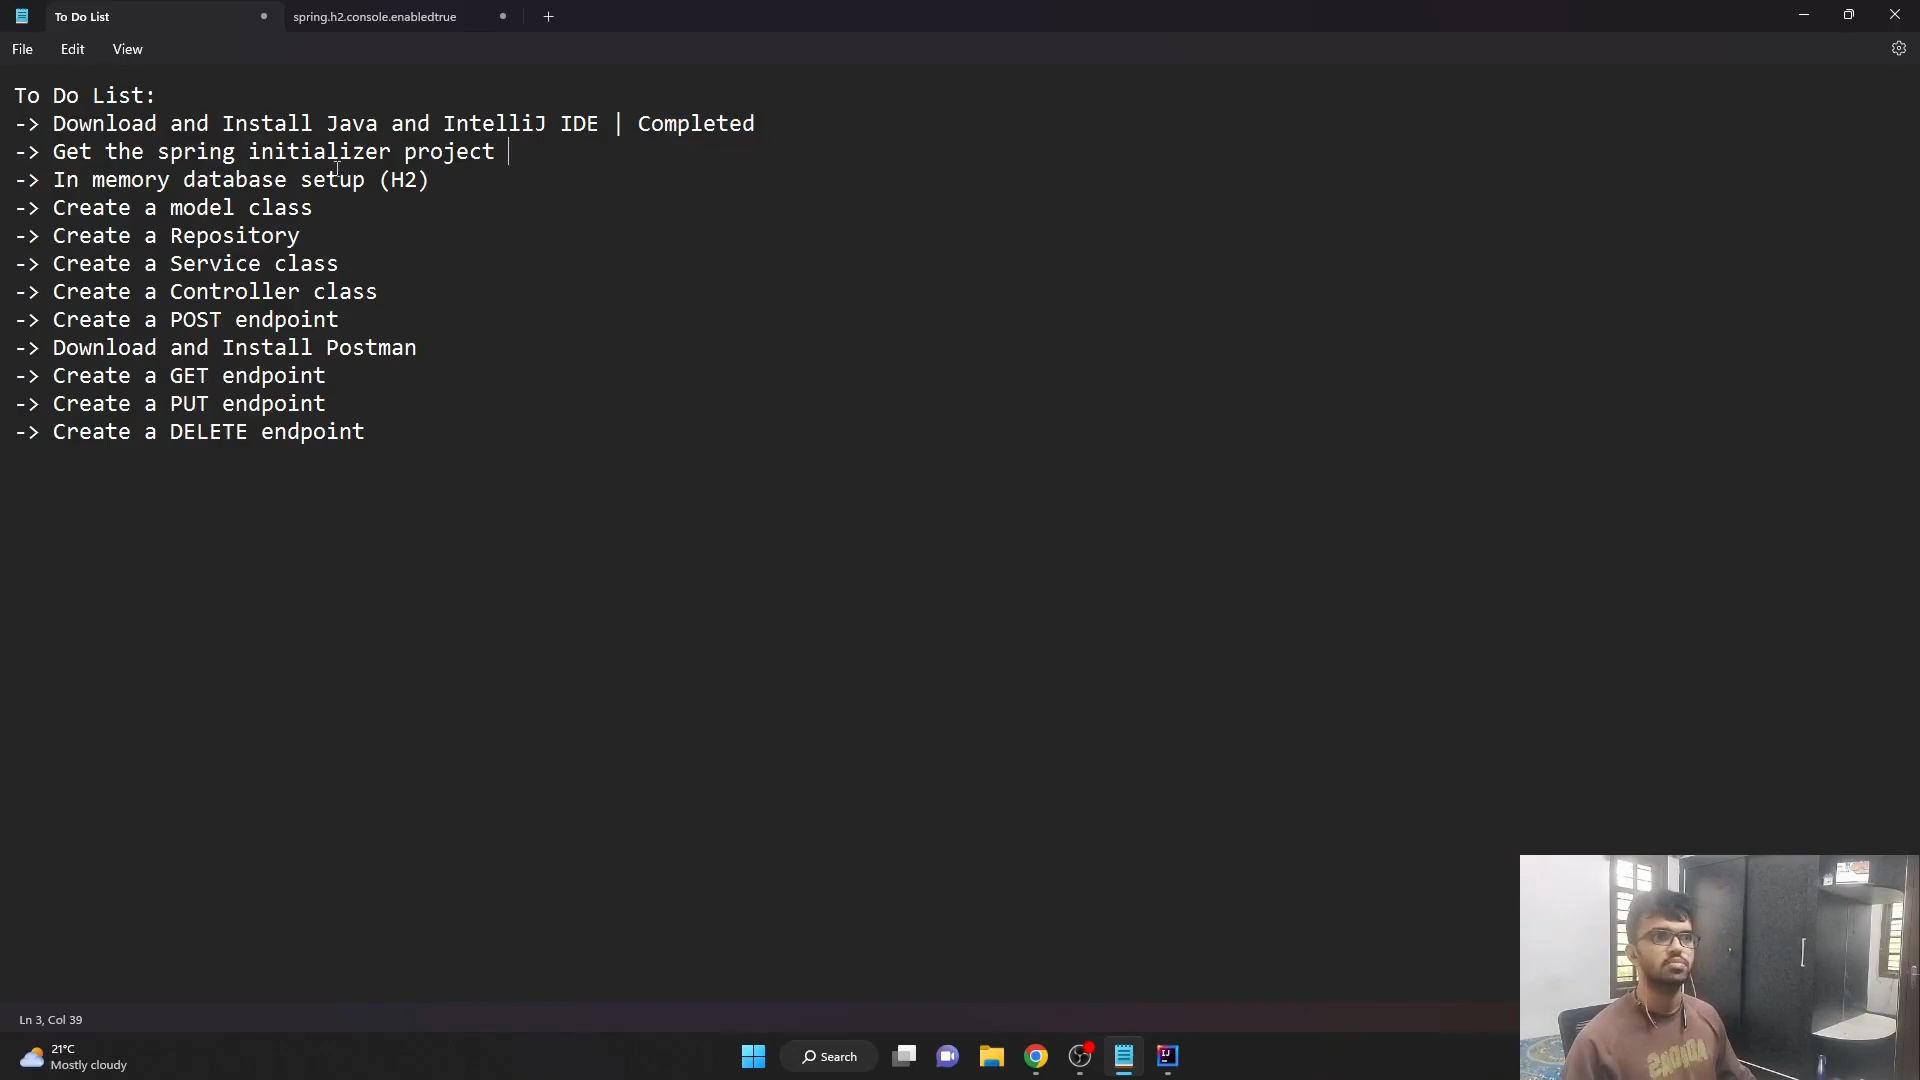 To Do List
spring.h2.console.enabledtrue
File Edit View
To Do List:
-> Download and Install Java and IntelliJ IDE | Completed
-> Get the spring initializer project
-> In memory database setup (H2)
-> Create a model class
-> Create a Repository
-> Create a Service class
-> Create a Controller class
-> Create a POST endpoint
-> Download and Install Postman
-> Create a GET endpoint
-> Create a PUT endpoint
-> Create a DELETE endpoint
Ln 3, Col 39
21°C
Mostly cloudy
Search
IJ